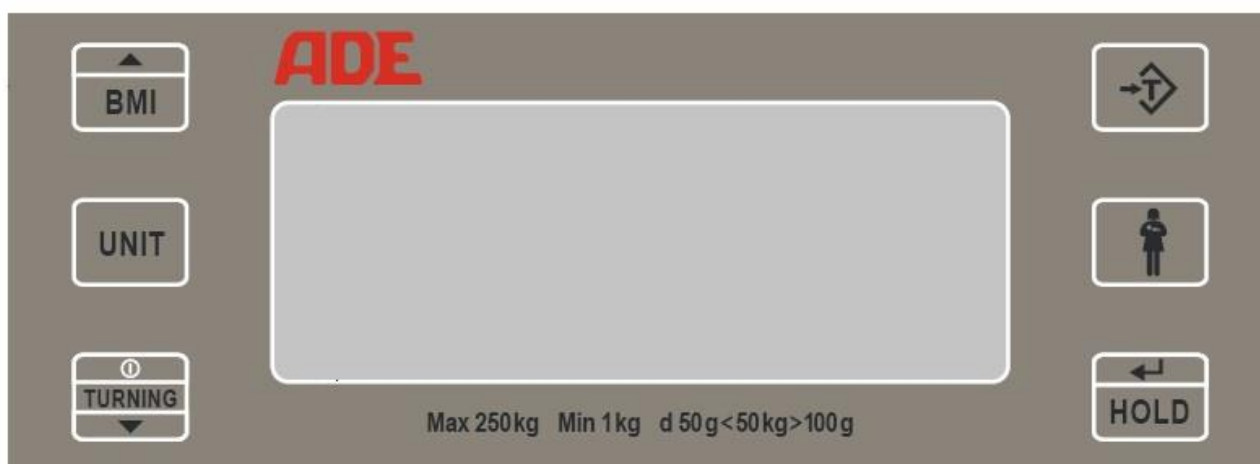 ADE
BMI
UNIT
TURNING
T
HOLD
Max 250kg Min 1kg d 50g<50kg>100g